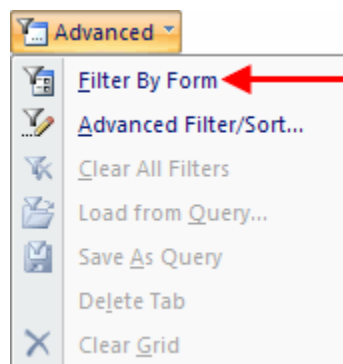 Advanced
Filter By Form
Advanced Filter/Sort...
Clear All Filters
Load from Query...
Save As Query
Delete Tab
Clear Grid